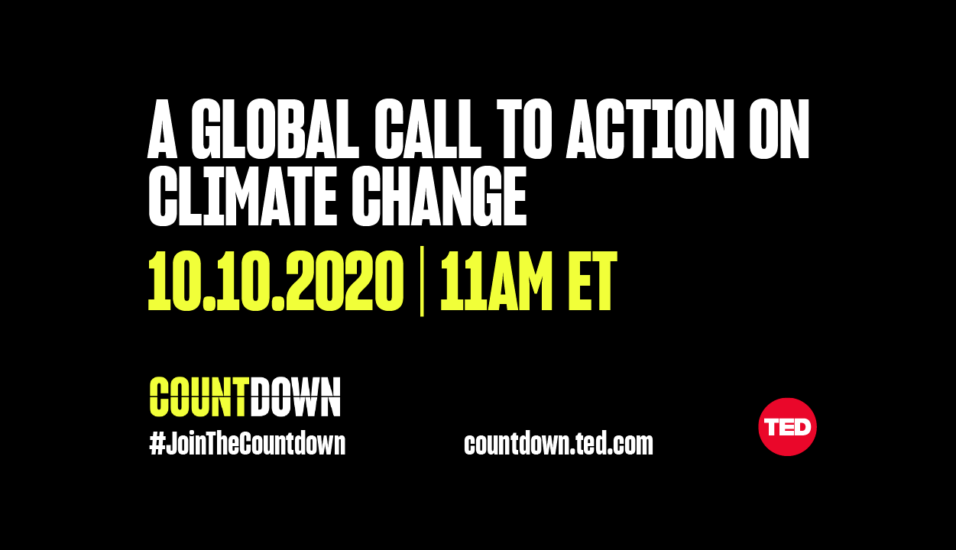 A GLOBAL CALL TO ACTION ON
CLIMATE CHANGE
10.10.2020 | 11AM ET
COUNTDOWN
#JoinTheCountdown
countdown.ted.com
TED